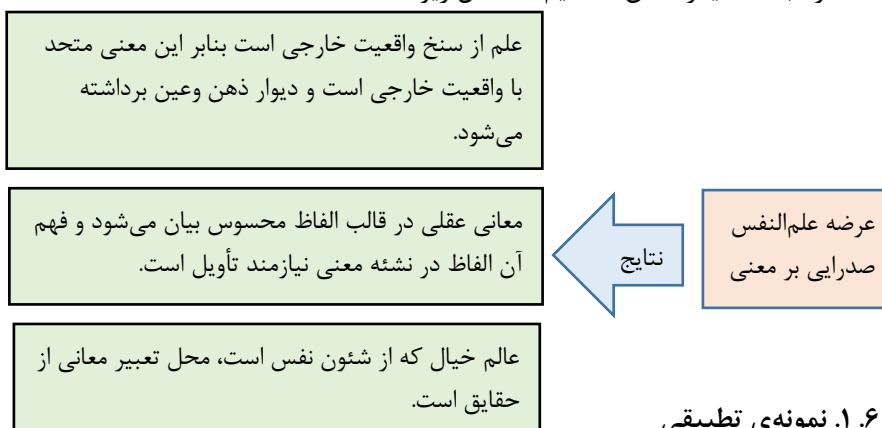 علم از سنخ واقعیت خارجی است بنابر این معنی متحد
با واقعیت خارجی است و دیوار ذهن وعین برداشته
می‌شود.
عرضه علم‌النفس
صدرایی بر معنی
نتایج
معانی عقلی در قالب الفاظ محسوس بیان می‌شود و فهم
آن الفاظ در نشئه معنی نیازمند تأویل است.
عالم خیال که از شئون نفس است، محل تعبیر معانی از
حقایق است.
۶. ۱. نمونه‌ی تطبیقی